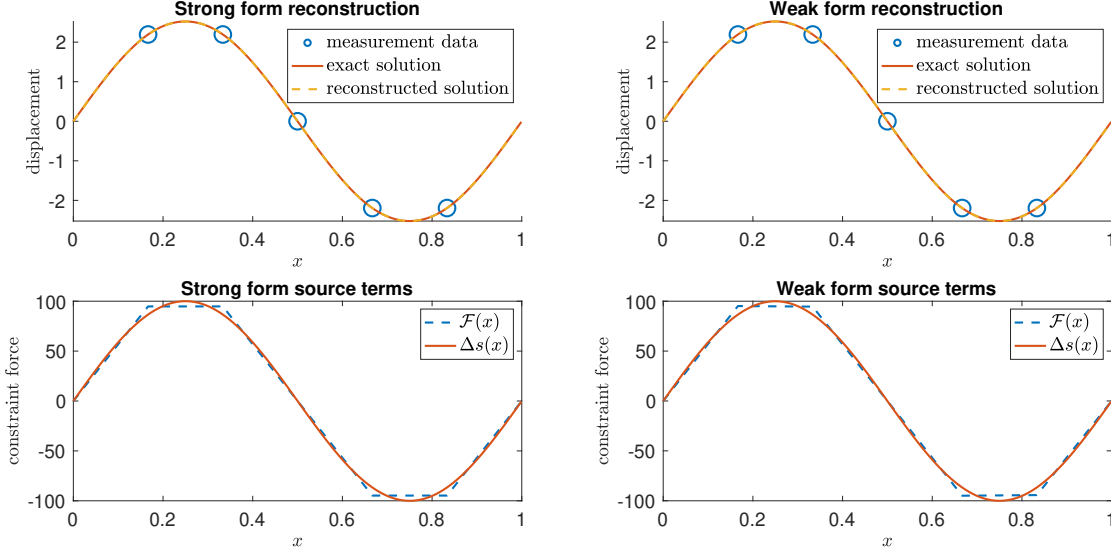 Strong form reconstruction
displacement
2
1
0
-1
-2
measurement data
exact solution
reconstructed solution
0 0.2 0.4 0.6 0.8 1
x
Weak form reconstruction
displacement
2
1
0
-1
-2
measurement data
exact solution
reconstructed solution
0 0.2 0.4 0.6 0.8 1
x
Strong form source terms
constraint force
100
50
0
-50
-100
ℱ(x)
Δs(x)
0 0.2 0.4 0.6 0.8 1
x
Weak form source terms
constraint force
100
50
0
-50
-100
ℱ(x)
Δs(x)
0 0.2 0.4 0.6 0.8 1
x